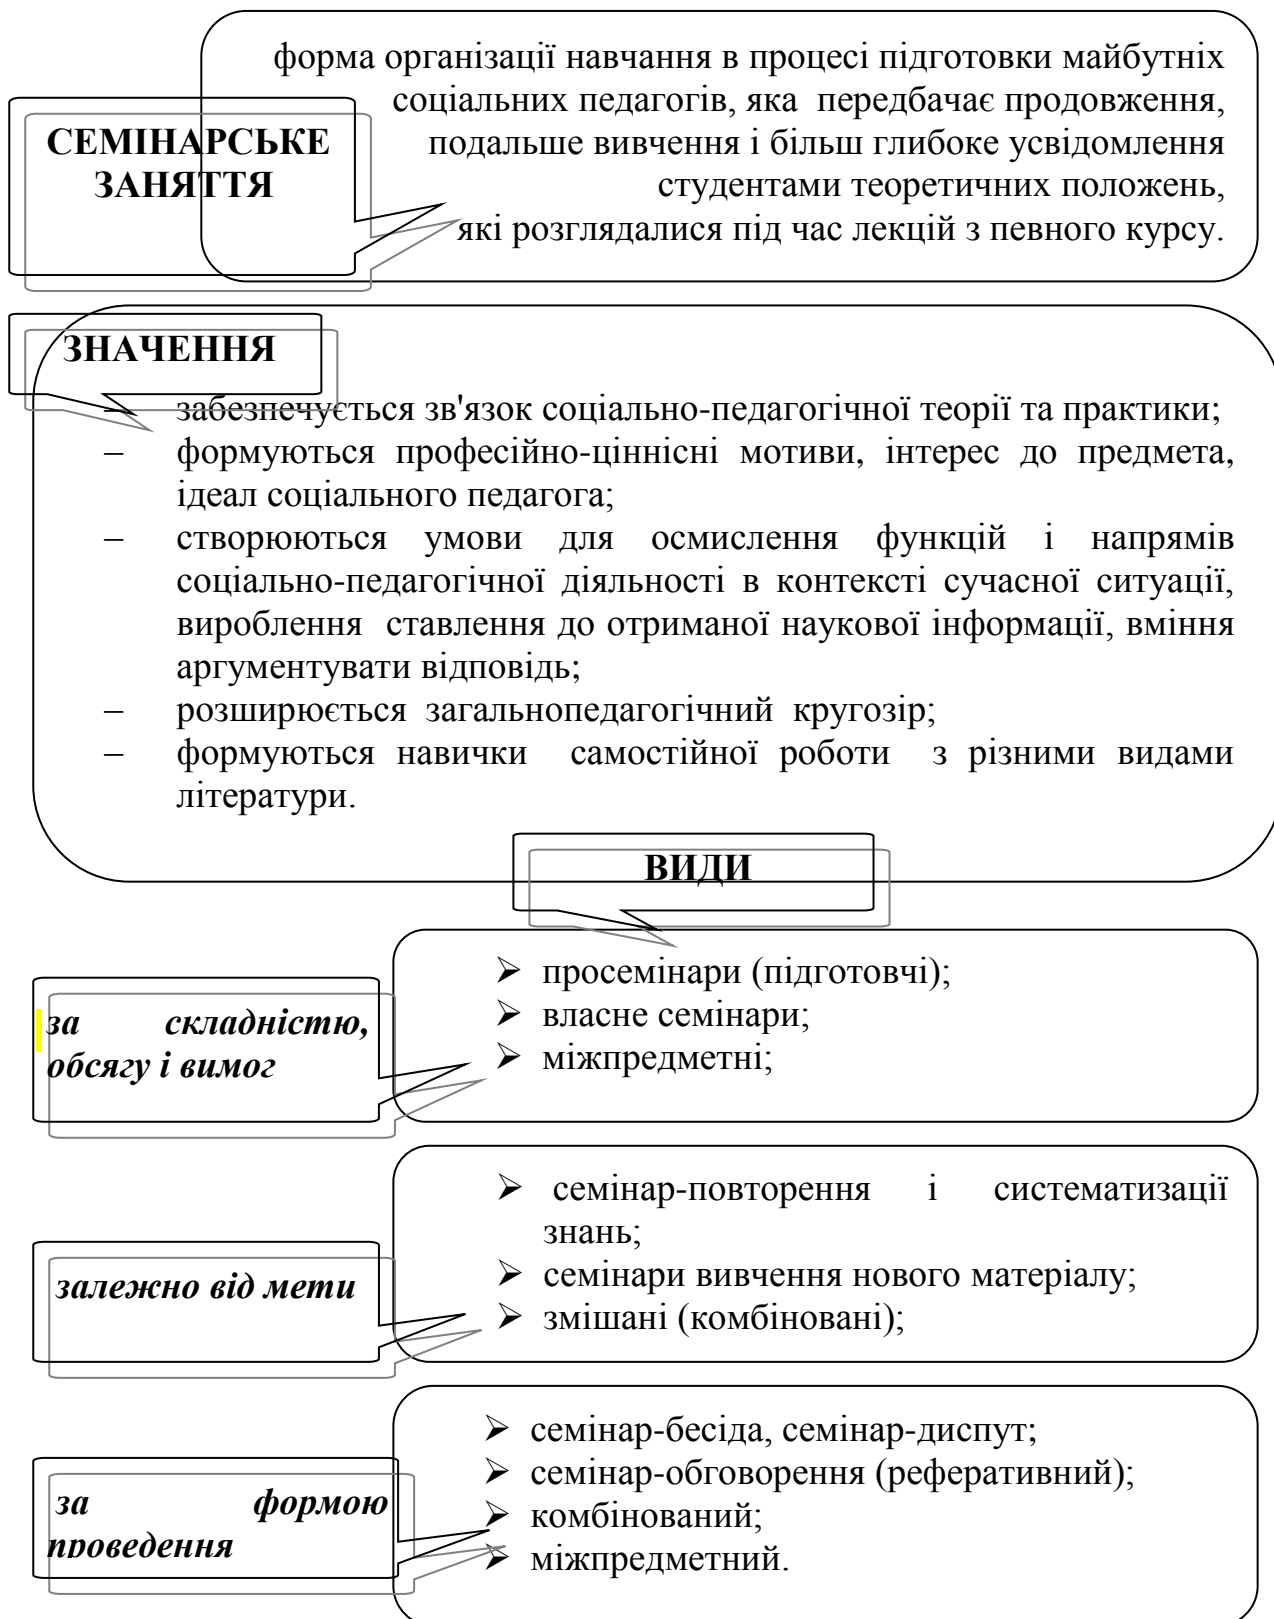 СЕМІНАРСЬКЕ
ЗАНЯТТЯ
форма організації навчання в процесі підготовки майбутніх
соціальних педагогів, яка передбачає продовження,
подальше вивчення і більш глибоке усвідомлення
студентами теоретичних положень,
які розглядалися під час лекцій з певного курсу.
ЗНАЧЕННЯ
– забезпечується зв'язок соціально-педагогічної теорії та практики;
– формуються професійно-ціннісні мотиви, інтерес до предмета,
ідеал соціального педагога;
– створюються умови для осмислення функцій і напрямів
соціально-педагогічної діяльності в контексті сучасної ситуації,
вироблення ставлення до отриманої наукової інформації, вміння
аргументувати відповідь;
– розширюється загальнопедагогічний кругозір;
– формуються навички самостійної роботи з різними видами
літератури.
ВИДИ
за складністю,
обсягу і вимог
➢ просемінари (підготовчі);
➢ власне семінари;
➢ міжпредметні;
залежно від мети
➢ семінар-повторення і систематизації
знань;
➢ семінари вивчення нового матеріалу;
➢ змішані (комбіновані);
за формою
проведення
➢ семінар-бесіда, семінар-диспут;
➢ семінар-обговорення (реферативний);
➢ комбінований;
➢ міжпредметний.